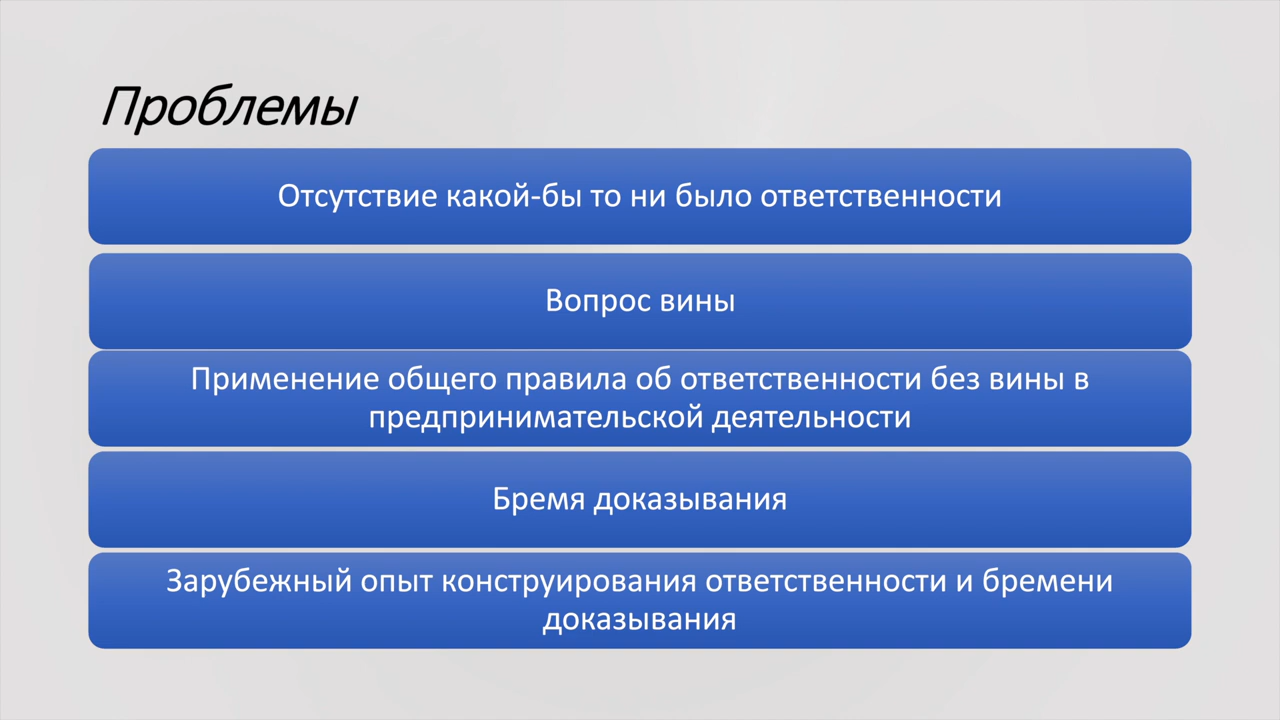 Проблемы
Отсутствие какой-бы то ни было ответственности
Вопрос вины
Применение общего правила об ответственности без вины в
предпринимательской деятельности
Бремя доказывания
Зарубежный опыт конструирования ответственности и бремени
доказывания